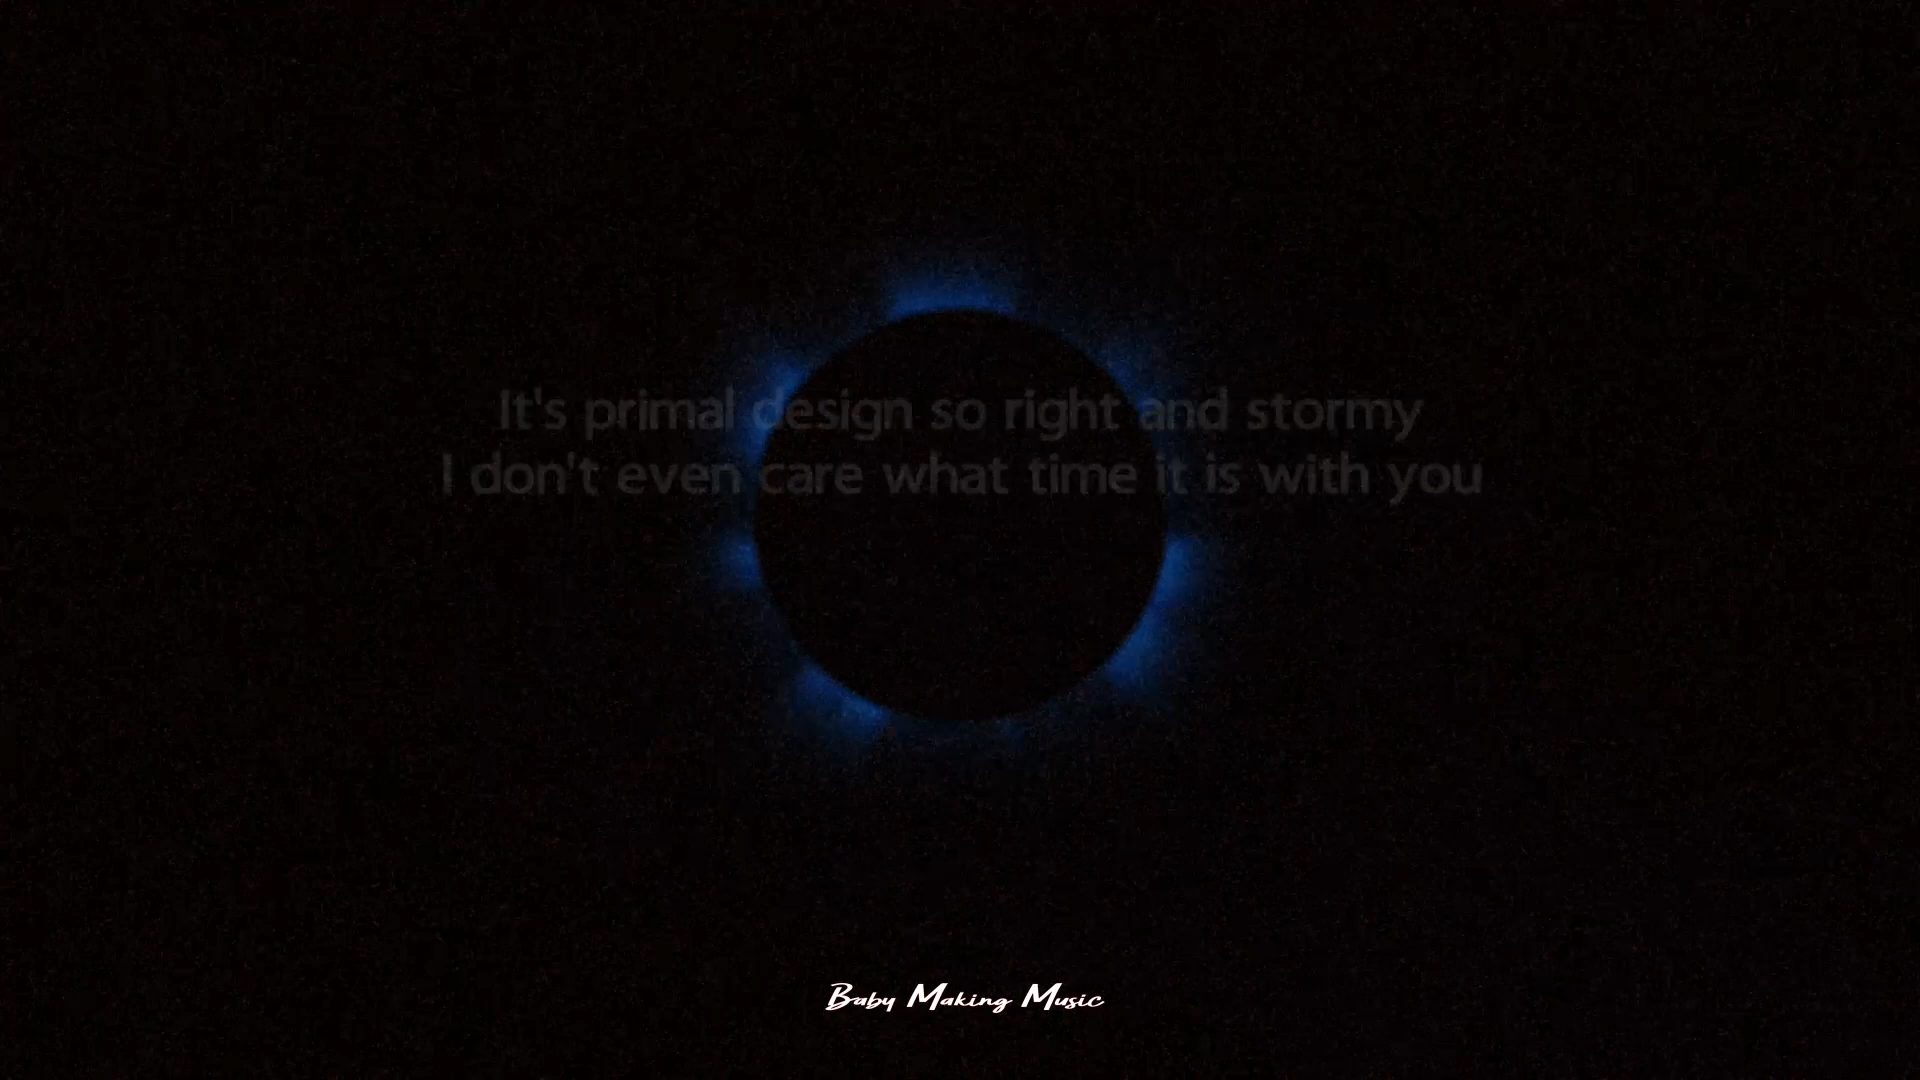 It's primal design so right and stormy
I don't even care what time it is with you
Baby Making Music